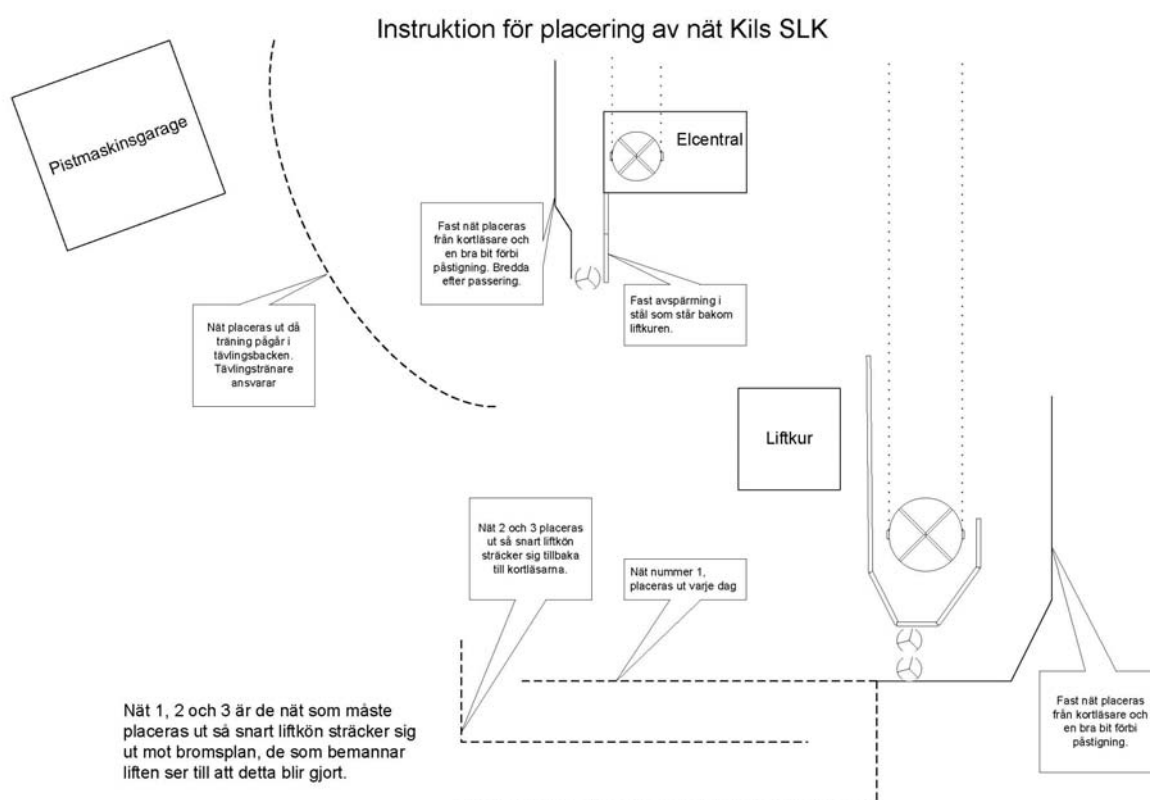 Instruktion för placering av nät Kils SLK
Pistmaskinsgarage
Elcentral
Fast nät placeras
från kortläsare och
en bra bit förbi
påstigning. Bredda
efter passering.
Fast avspärrning i
stål som står bakom
liftkuren.
Nät placeras ut då
träning pågår i
tävlingsbacken.
Tävlingstränare
ansvarar
Liftkur
Nät 2 och 3 placeras
ut så snart liftkön
sträcker sig tillbaka
till kortläsarna.
Nät nummer 1,
placeras ut varje dag
Fast nät placeras
från kortläsare och
en bra bit förbi
påstigning.
Nät 1, 2 och 3 är de nät som måste
placeras ut så snart liftkön sträcker sig
ut mot bromsplan, de som bemannar
liften ser till att detta blir gjort.